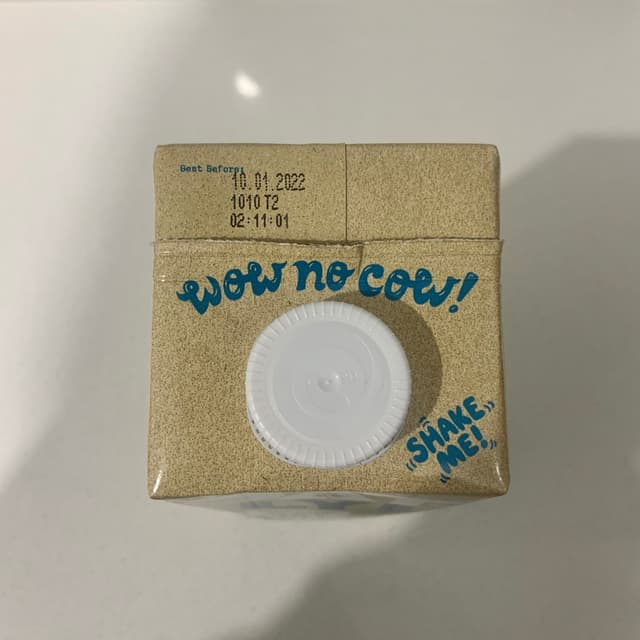 Best Before:
10.01.2022
1010 T2
02:11:01
wow no cow!
SHAKE
ME!